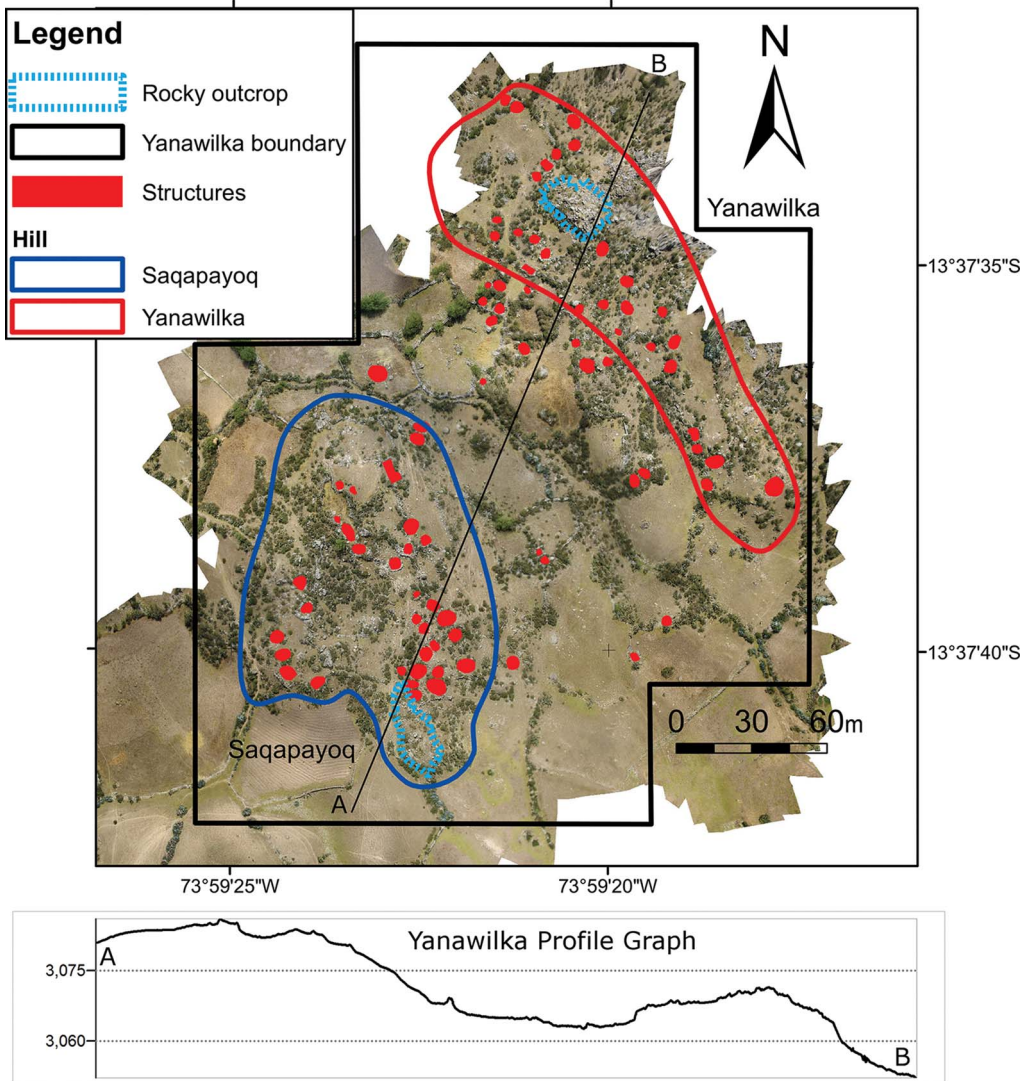 Legend
Rocky outcrop
Yanawilka boundary
Structures
Hill
Saqapayoq
Yanawilka
B
N
Yanawilka
13°37'35"S
13°37'40"S
0 30 60m
Saqapayoq
A
73°59'25"W 73°59'20"W
Yanawilka Profile Graph
A
3,075
3,060
B